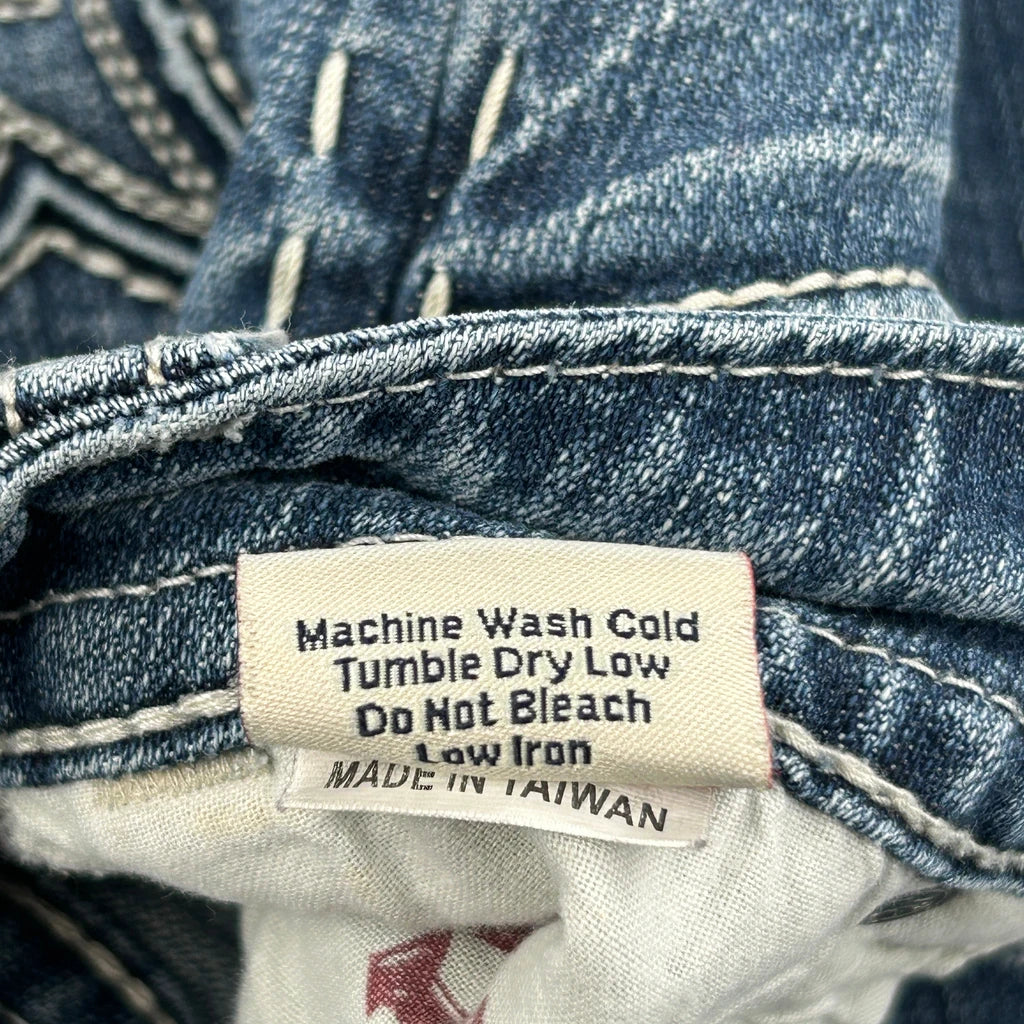 Machine Wash Cold
Tumble Dry Low
Do Not Bleach
Low Iron
MADE IN TAIWAN